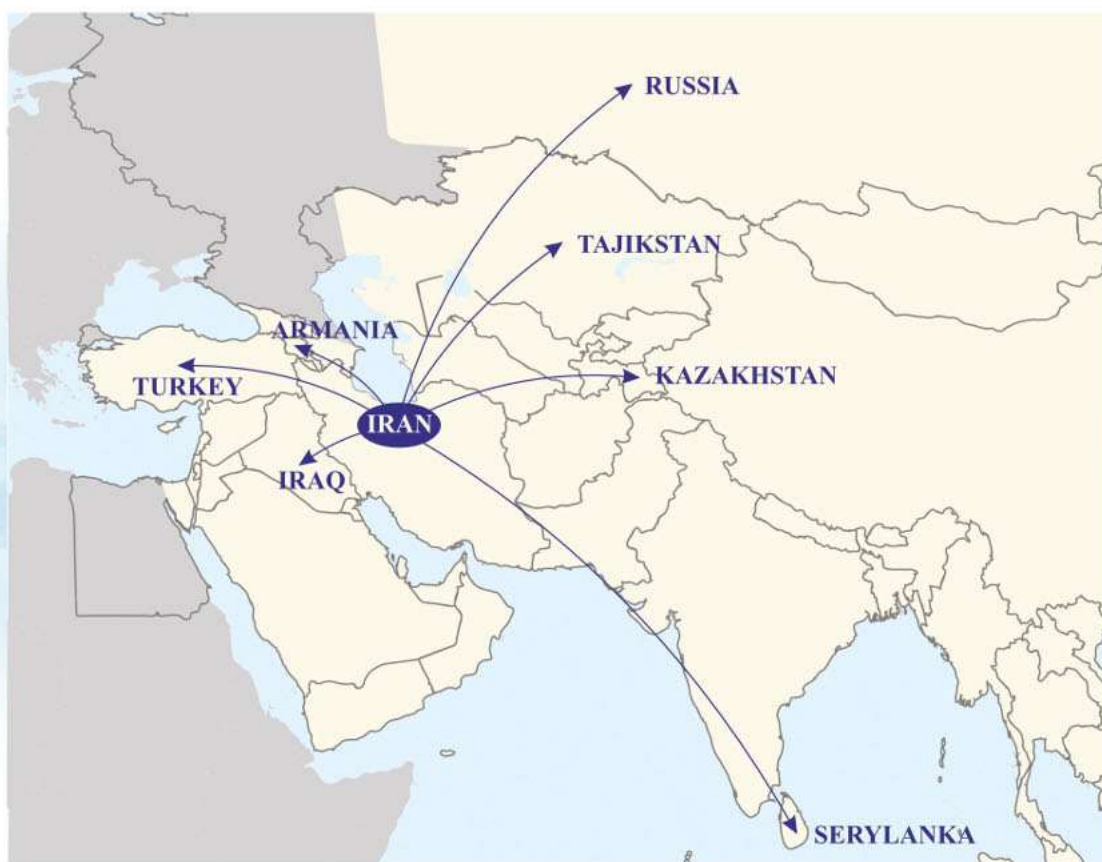 RUSSIA
TAJIKSTAN
ARMANIA
TURKEY
KAZAKHSTAN
IRAN
IRAQ
SERYLANKA